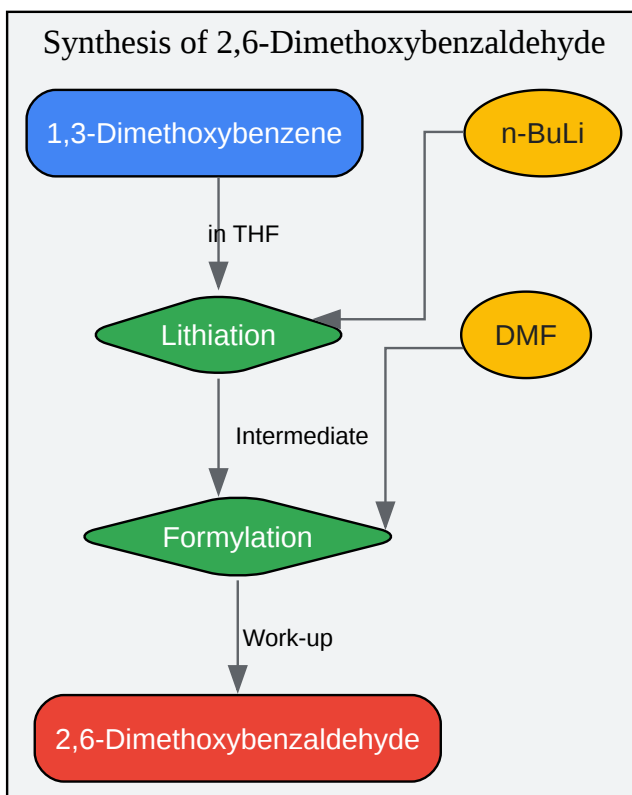 Synthesis of 2,6-Dimethoxybenzaldehyde
1,3-Dimethoxybenzene
n-BuLi
in THF
Lithiation
DMF
Intermediate
Formylation
Work-up
2,6-Dimethoxybenzaldehyde